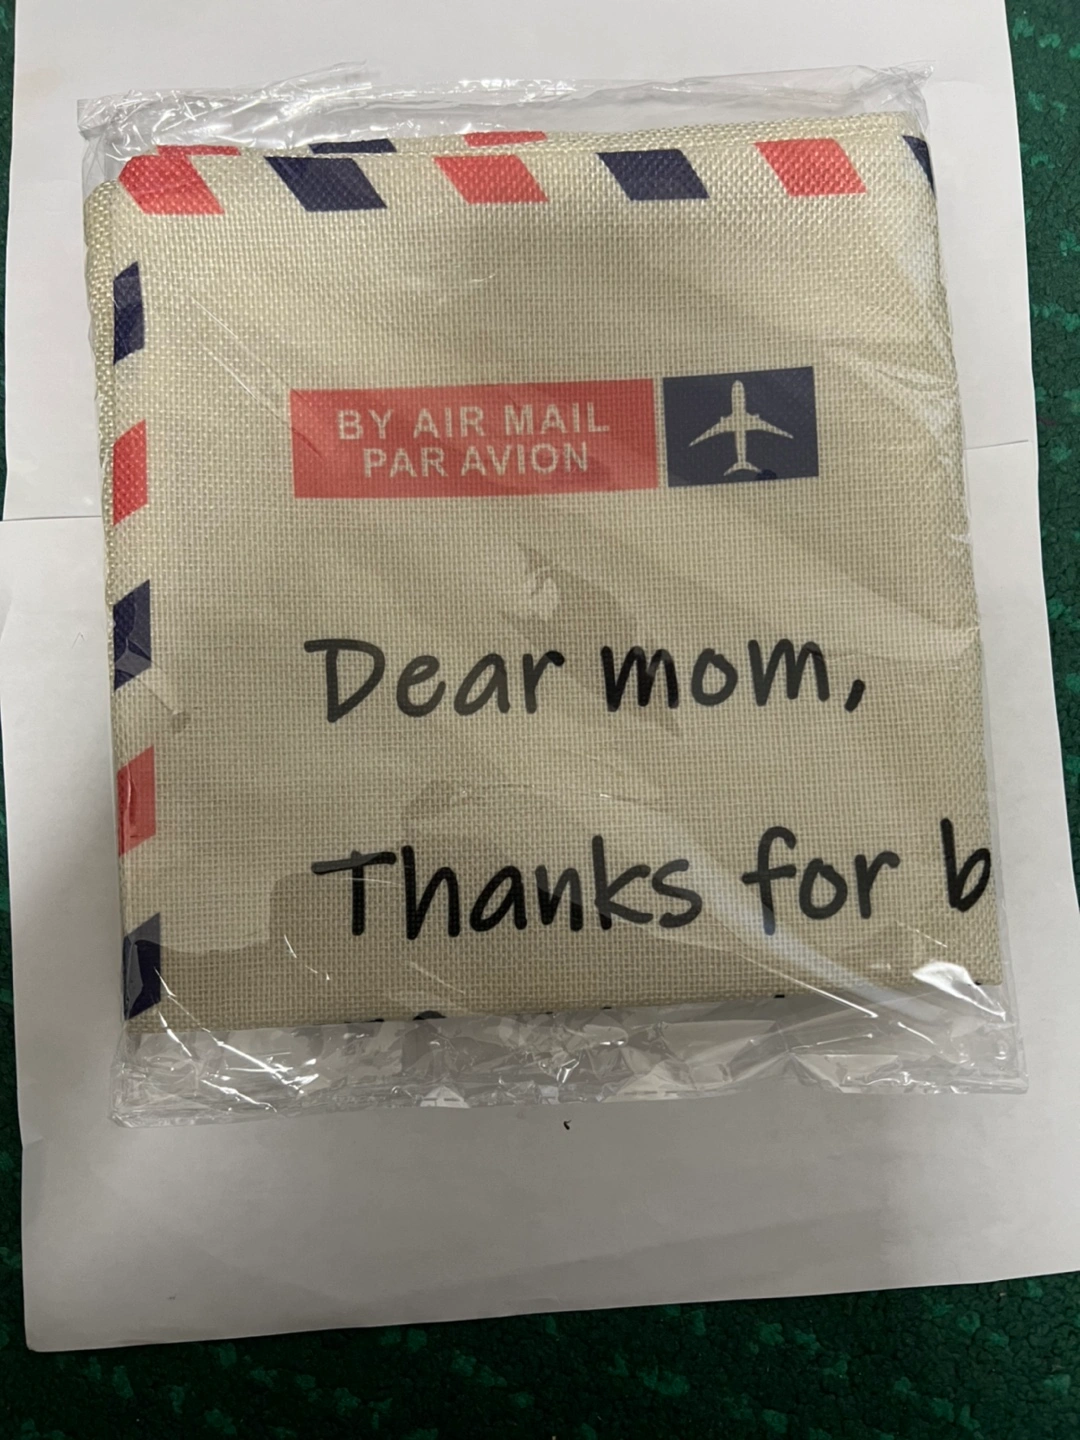 BY AIR MAIL
PAR AVION
Dear mom,
Thanks for b